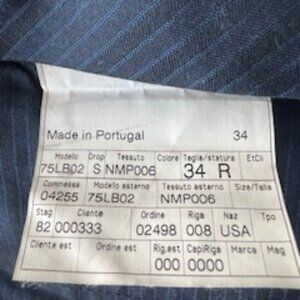 Made in Portugal 34
Modello Drop Tessuto Colore Taglia/statura EtCli
75LB02 S NMP006 34 R
Commessa Modello esterno Tessuto esterno Size/Talla
04255 75LB02 NMP006
Stag Cliente Ordine Riga Naz Tpo
82 000333 02498 008 USA
Cliente est Ordine est Rig.est CapiRiga Marca Mag
000 0000